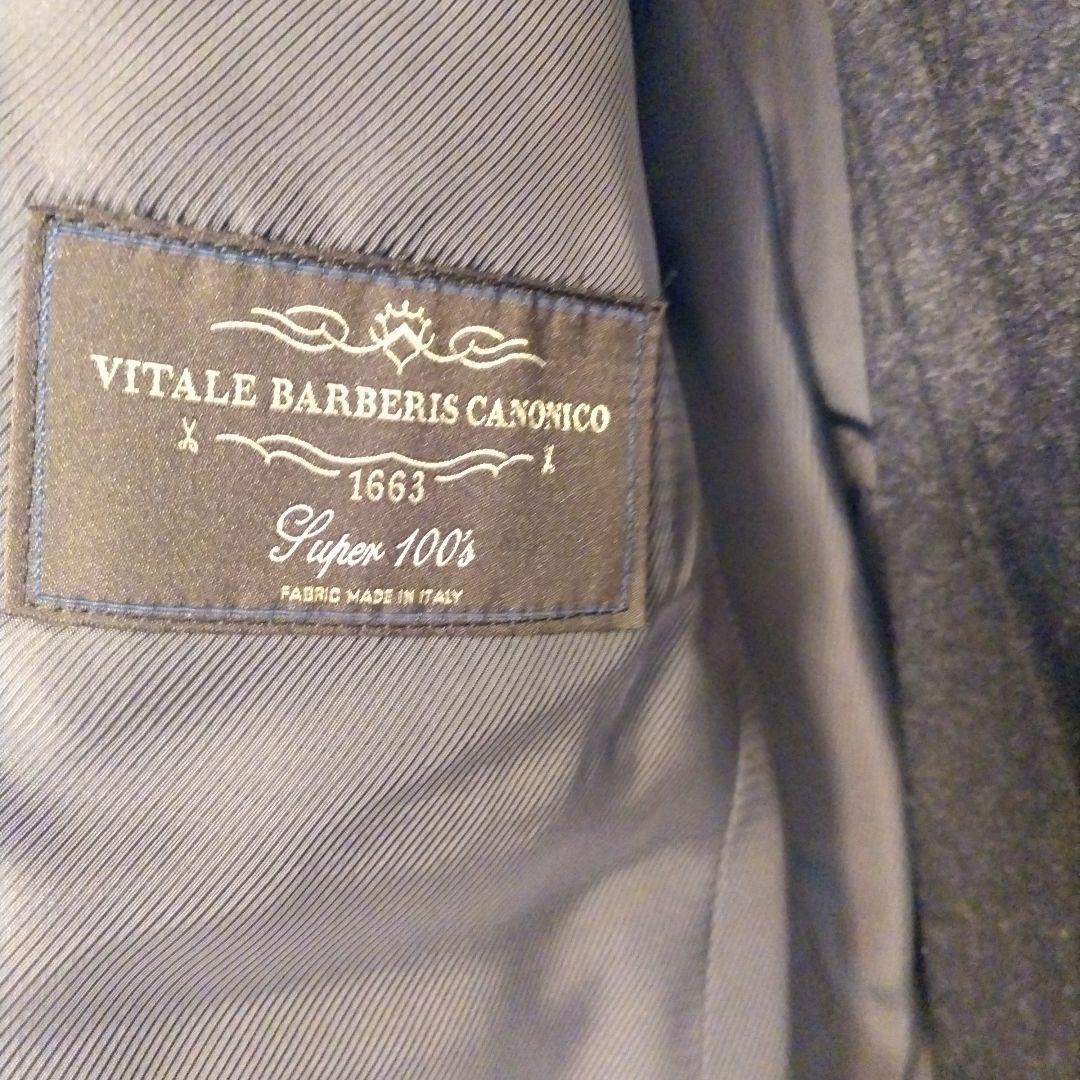 VITALE BARBERIS CANONICO
1663
Super 100's
FABRIC MADE IN ITALY